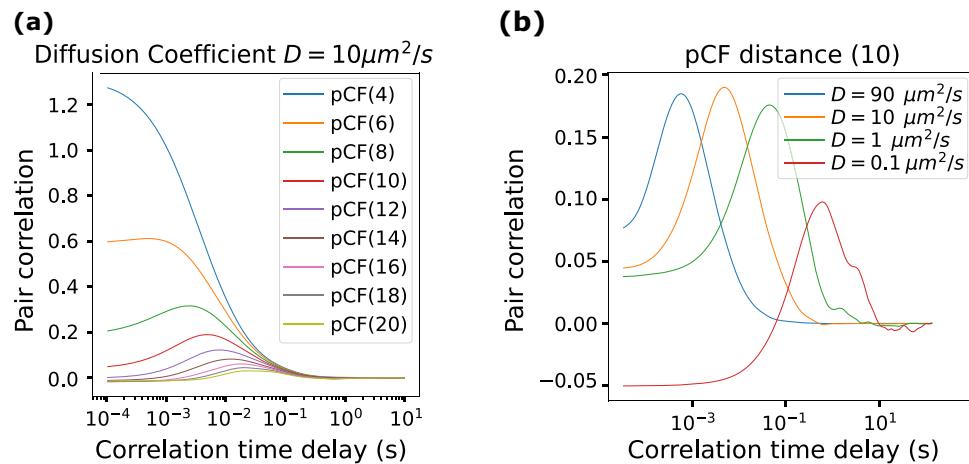 (a)
Diffusion Coefficient D = 10μm²/s
Pair correlation
1.2
1.0
0.8
0.6
0.4
0.2
0.0
pCF(4)
pCF(6)
pCF(8)
pCF(10)
pCF(12)
pCF(14)
pCF(16)
pCF(18)
pCF(20)
10⁻⁴ 10⁻³ 10⁻² 10⁻¹ 10⁰ 10¹
Correlation time delay (s)
(b)
pCF distance (10)
Pair correlation
0.20
0.15
0.10
0.05
0.00
−0.05
D = 90 μm²/s
D = 10 μm²/s
D = 1 μm²/s
D = 0.1 μm²/s
10⁻³ 10⁻¹ 10¹
Correlation time delay (s)